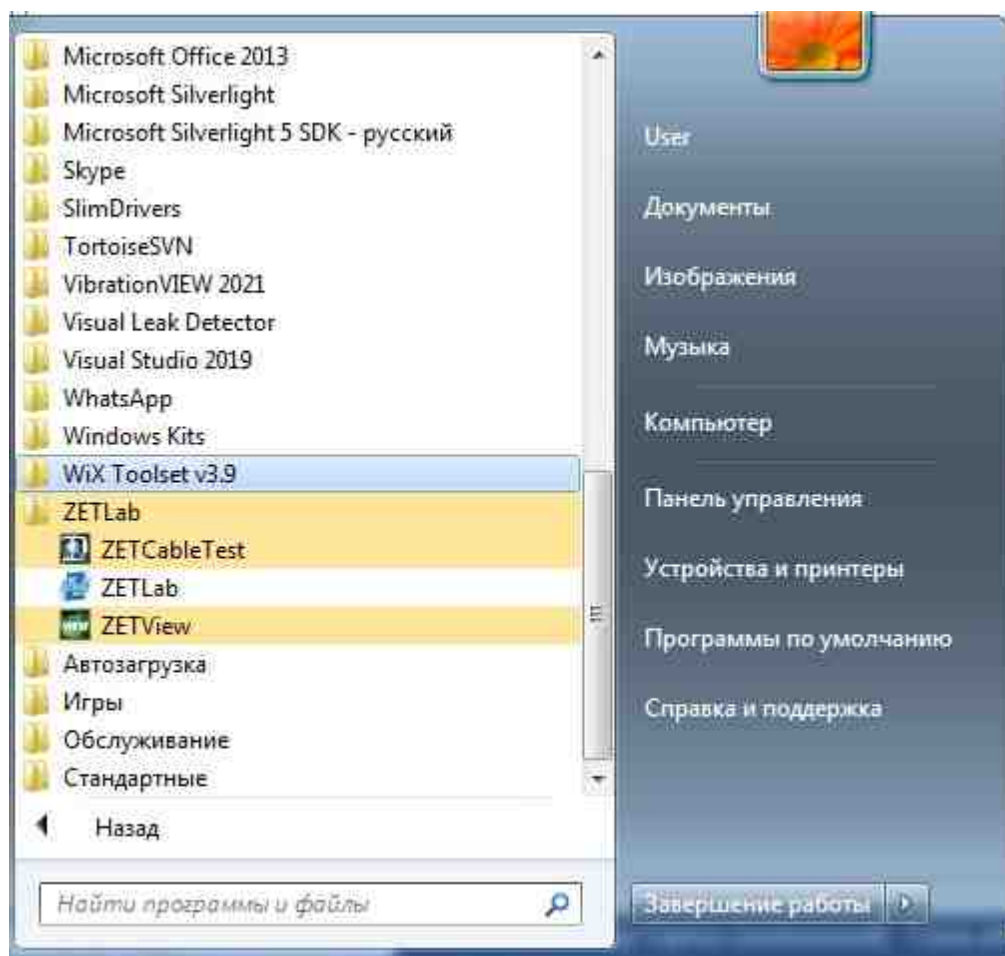 Microsoft Office 2013
Microsoft Silverlight
Microsoft Silverlight 5 SDK - русский
Skype
SlimDrivers
TortoiseSVN
VibrationVIEW 2021
Visual Leak Detector
Visual Studio 2019
WhatsApp
Windows Kits
WiX Toolset v3.9
ZETLab
ZETCableTest
ZETLab
ZETView
Автозагрузка
Игры
Обслуживание
Стандартные
Назад
Найти программы и файлы
User
Документы
Изображения
Музыка
Компьютер
Панель управления
Устройства и принтеры
Программы по умолчанию
Справка и поддержка
Завершение работы